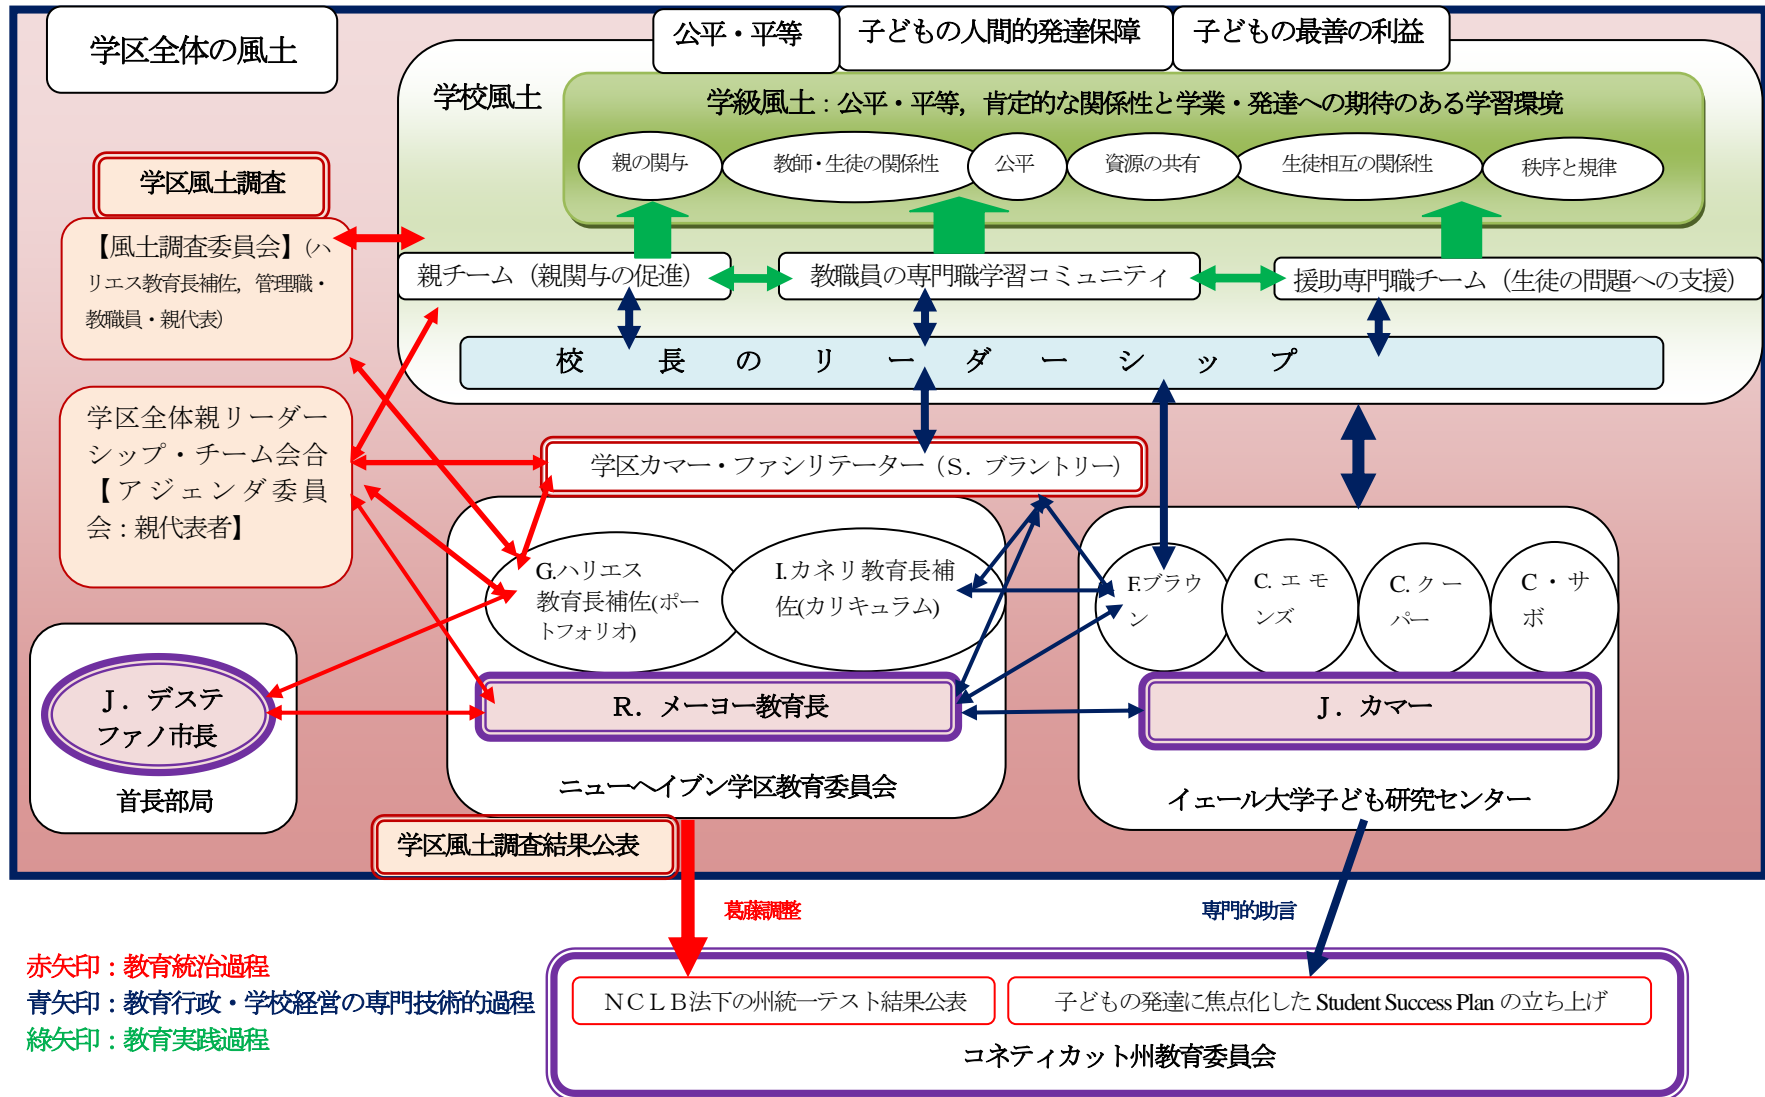 学区全体の風土
公平・平等
子どもの人間的発達保障
子どもの最善の利益
学校風土
学級風土：公平・平等，肯定的な関係性と学業・発達への期待のある学習環境
親の関与
教師・生徒の関係性
公平
資源の共有
生徒相互の関係性
秩序と規律
学区風土調査
【風土調査委員会】(ハ
リエス教育長補佐，管理職・
教職員・親代表)
親チーム（親関与の促進）
教職員の専門職学習コミュニティ
援助専門職チーム（生徒の問題への支援）
校長のリーダーシップ
学区全体親リーダー
シップ・チーム会合
【アジェンダ委員
会：親代表者】
学区カマー・ファシリテーター（S．ブラントリー）
G.ハリエス
教育長補佐(ポー
トフォリオ)
I.カネリ教育長補
佐(カリキュラム)
F.ブラウ
ン
C. エモ
ンズ
C. クー
パー
C・サ
ボ
J．デステ
ファノ市長
首長部局
R．メーヨー教育長
ニューヘイブン学区教育委員会
J．カマー
イェール大学子ども研究センター
学区風土調査結果公表
葛藤調整
専門的助言
赤矢印：教育統治過程
青矢印：教育行政・学校経営の専門技術的過程
緑矢印：教育実践過程
ＮＣＬＢ法下の州統一テスト結果公表
子どもの発達に焦点化した Student Success Plan の立ち上げ
コネティカット州教育委員会